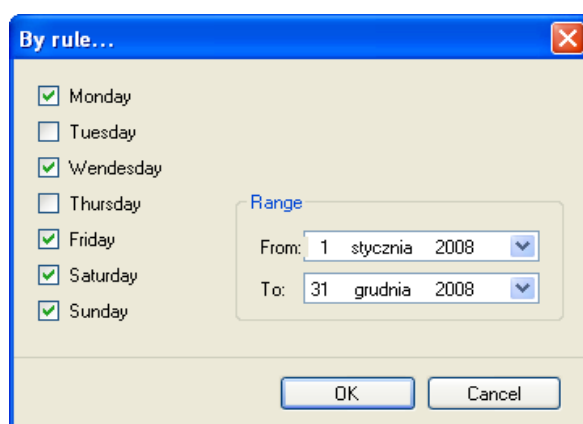 By rule...
Monday
Tuesday
Wendesday
Thursday
Friday
Saturday
Sunday
Range
From: 1 stycznia 2008
To: 31 grudnia 2008
OK Cancel